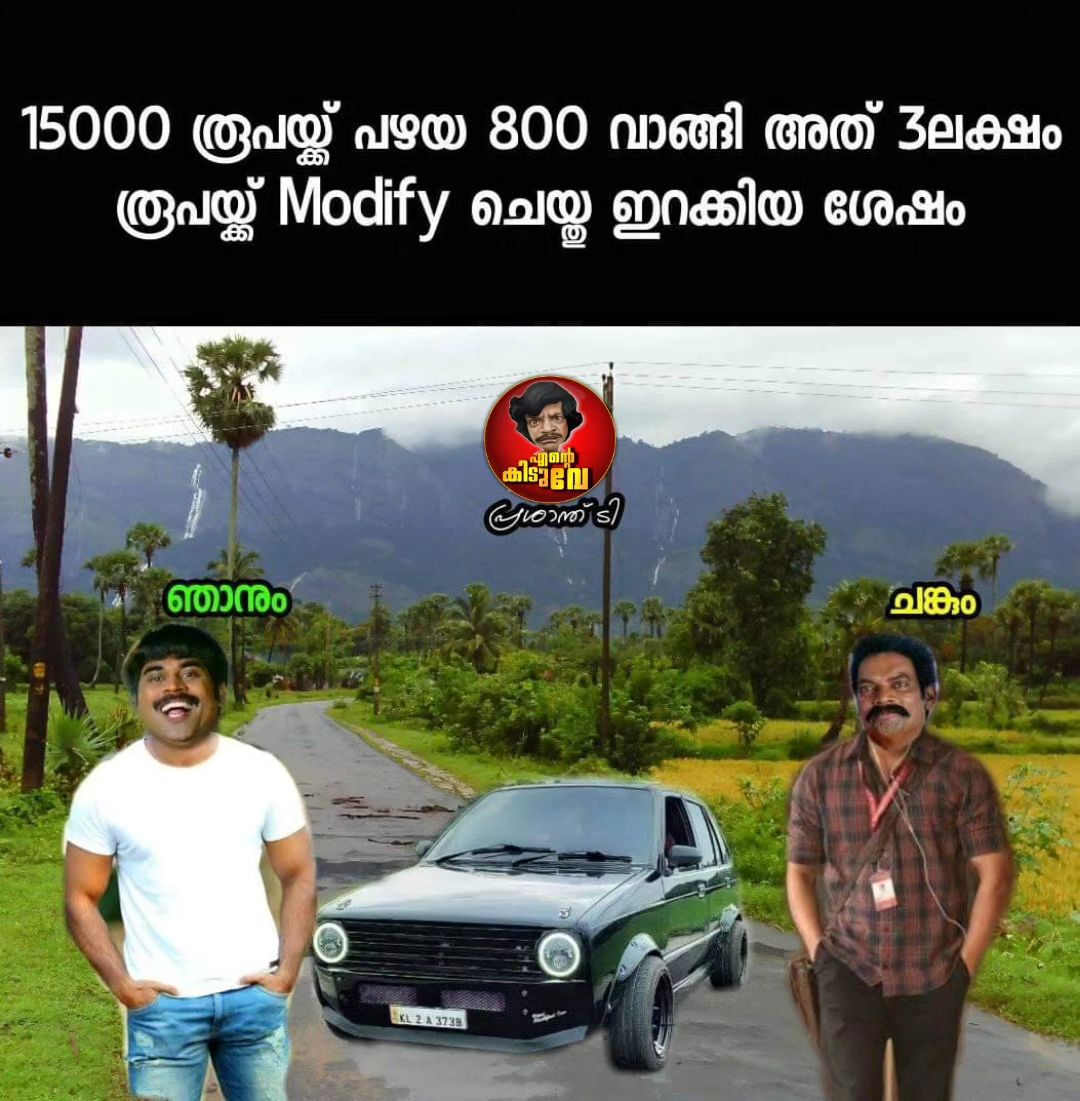 15000 രൂപയ്ക്ക് പഴയ 800 വാങ്ങി അത് 3ലക്ഷം
രൂപയ്ക്ക് Modify ചെയ്തു ഇറക്കിയ ശേഷം
എന്റെ
കിടുവേ
പ്രശാന്ത് ടി
ഞാനും
ചങ്കും
KL 2 A 3738